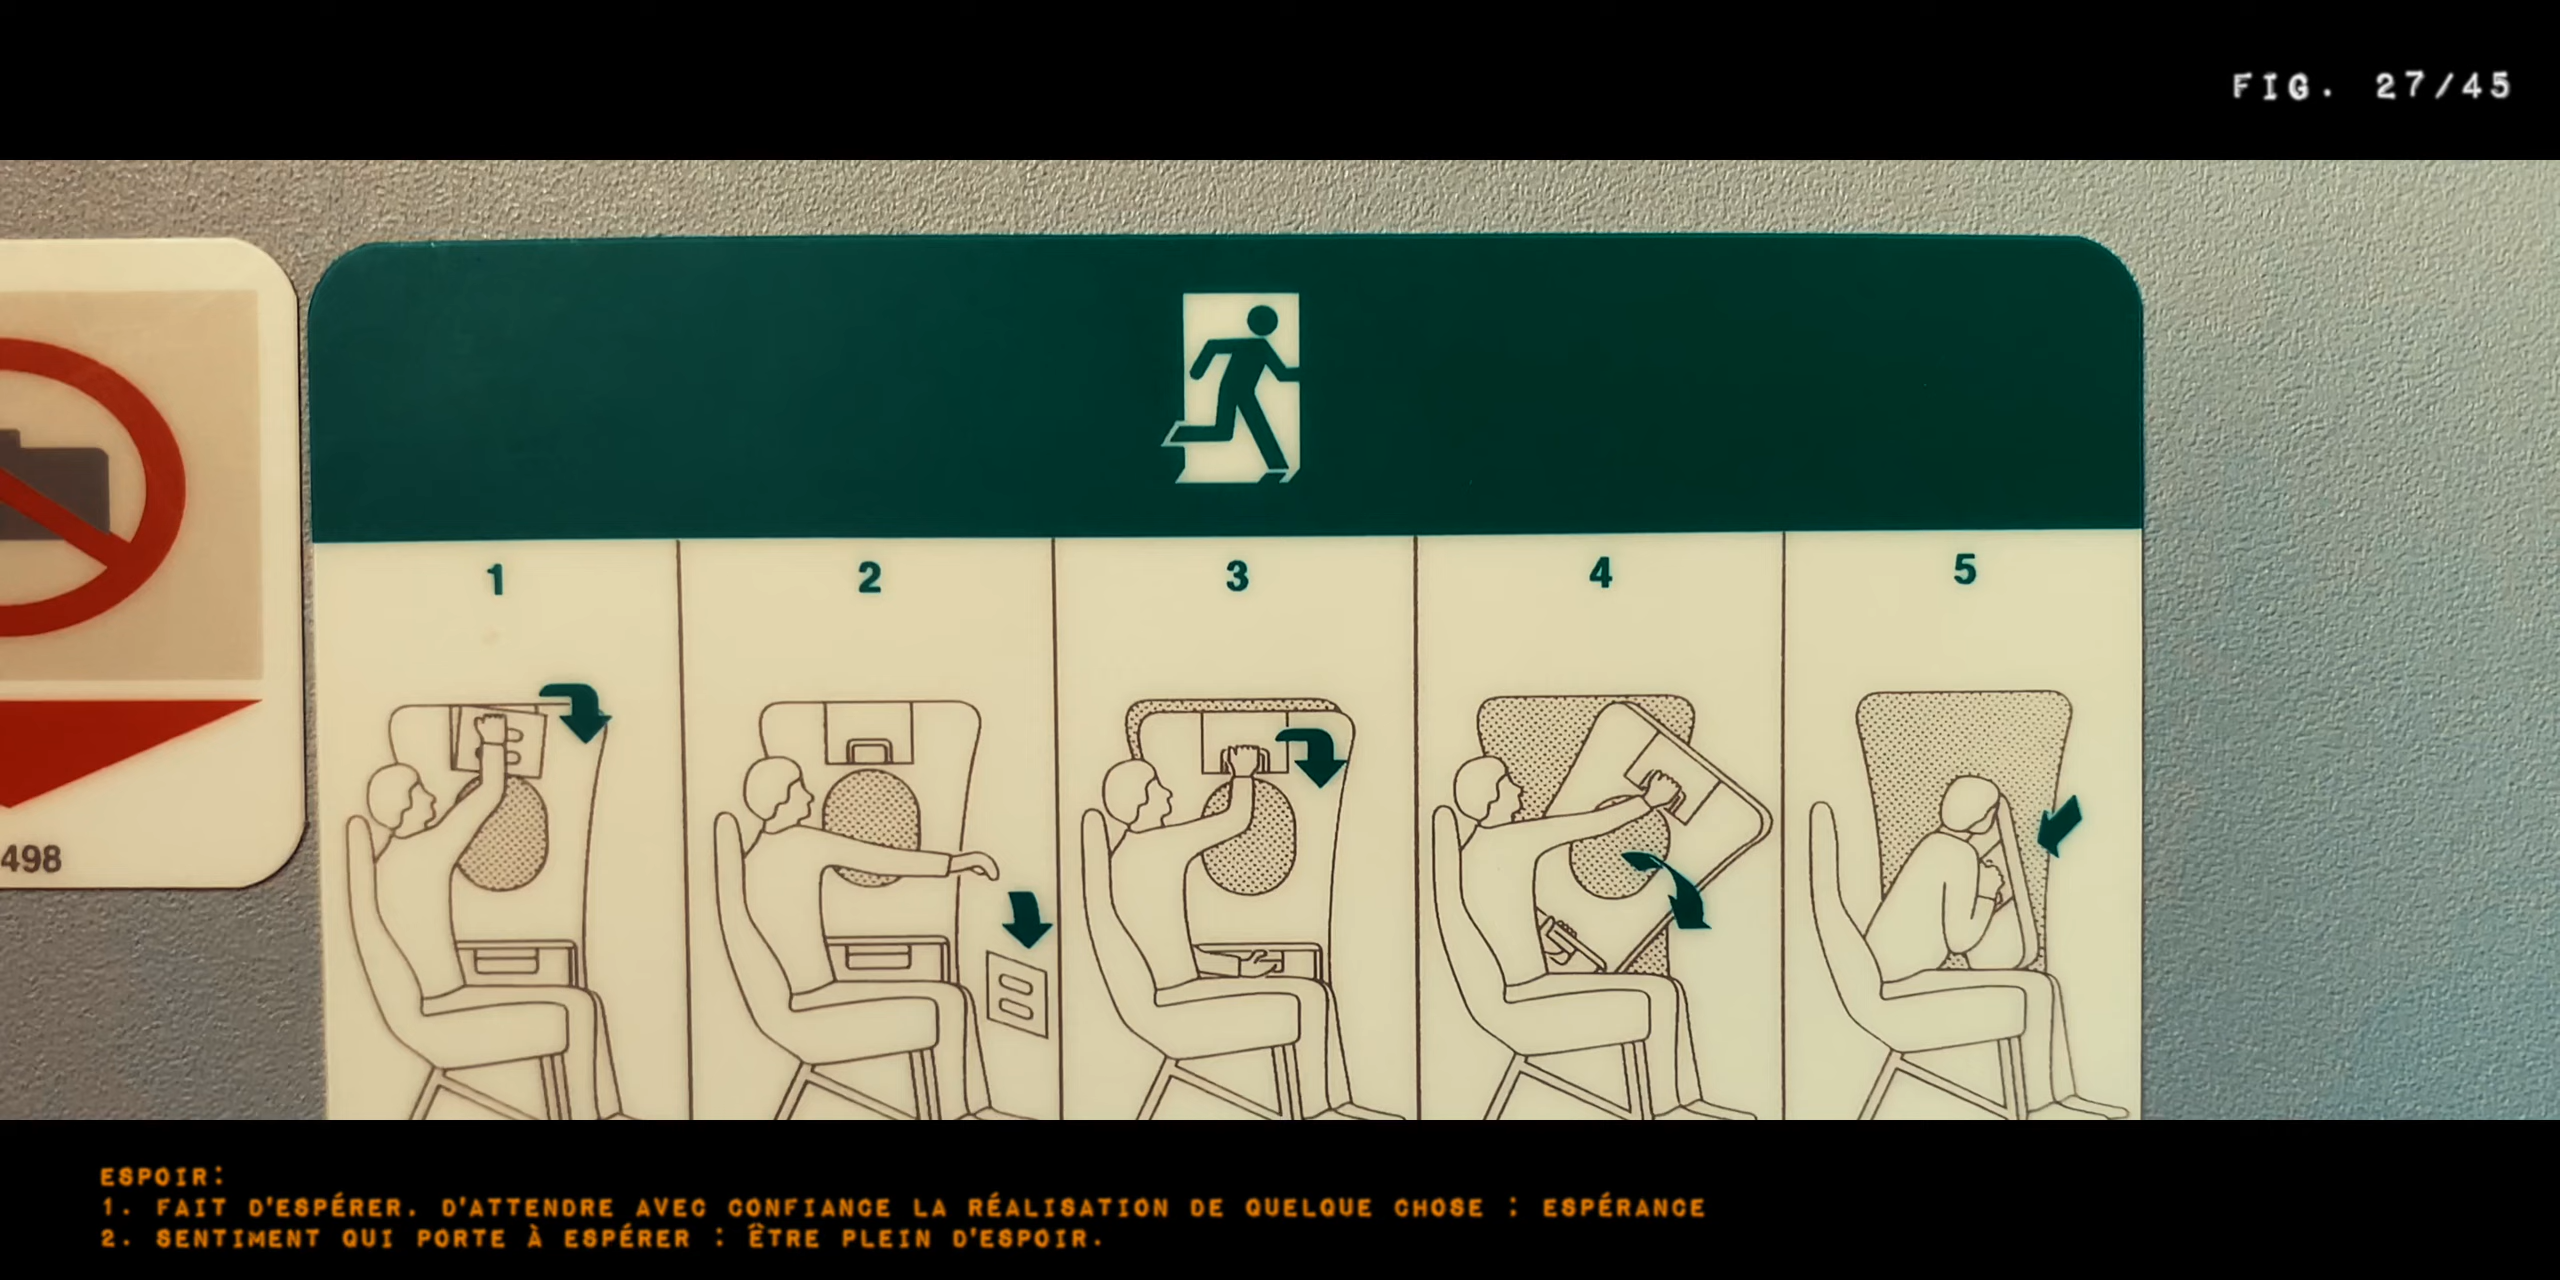 FIG. 27/45
1
2
3
4
5
498
ESPOIR:
1. FAIT D'ESPÉRER. D'ATTENDRE AVEC CONFIANCE LA RÉALISATION DE QUELQUE CHOSE : ESPÉRANCE
2. SENTIMENT QUI PORTE À ESPÉRER : ÊTRE PLEIN D'ESPOIR.